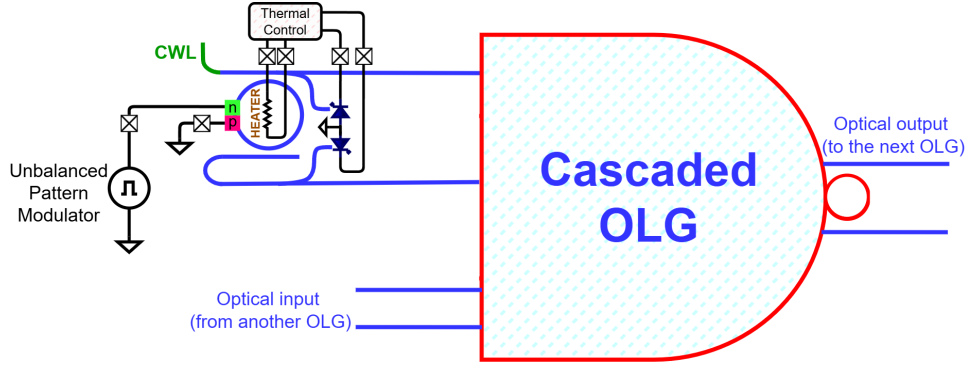 Thermal
Control
CWL
HEATER
n
p
Unbalanced
Pattern
Modulator
Cascaded
OLG
Optical output
(to the next OLG)
Optical input
(from another OLG)